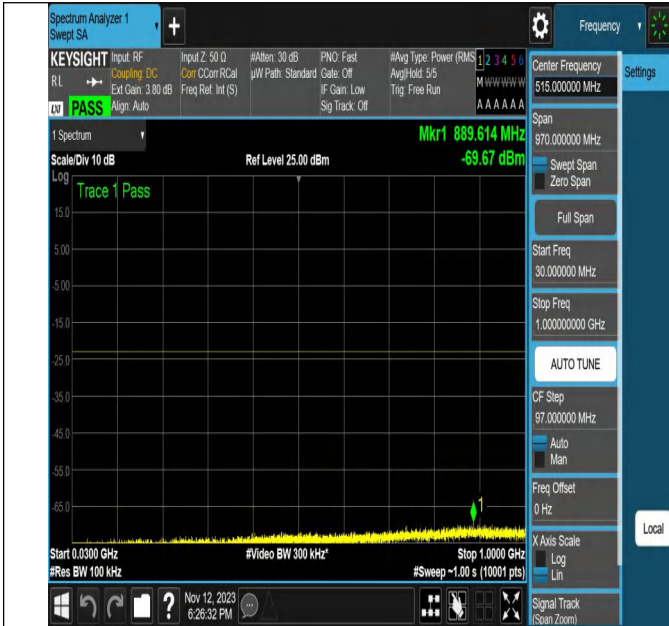 Spectrum Analyzer 1
Swept SA
+
Frequency
KEYSIGHT
RL
LXI
PASS
Input: RF
Coupling: DC
Ext Gain: 3.80 dB
Align: Auto
Input Z: 50 Ω
Corr CCorr RCal
Freq Ref: Int (S)
#Atten: 30 dB
µW Path: Standard
PNO: Fast
Gate: Off
IF Gain: Low
Sig Track: Off
#Avg Type: Power (RMS
Avg|Hold: 5/5
Trig: Free Run
1 2 3 4 5 6
M W W W W W
A A A A A A
1 Spectrum
Scale/Div 10 dB
Ref Level 25.00 dBm
Mkr1 889.614 MHz
-69.67 dBm
Log
Trace 1 Pass
15.0
5.00
-5.00
-15.0
-25.0
-35.0
-45.0
-55.0
-65.0
1
Start 0.0300 GHz
#Res BW 100 kHz
#Video BW 300 kHz*
Stop 1.0000 GHz
#Sweep ~1.00 s (10001 pts)
?
Nov 12, 2023
6:26:32 PM
Center Frequency
515.000000 MHz
Span
970.000000 MHz
Swept Span
Zero Span
Full Span
Start Freq
30.000000 MHz
Stop Freq
1.000000000 GHz
AUTO TUNE
CF Step
97.000000 MHz
Auto
Man
Freq Offset
0 Hz
X Axis Scale
Log
Lin
Signal Track
(Span Zoom)
Settings
Local